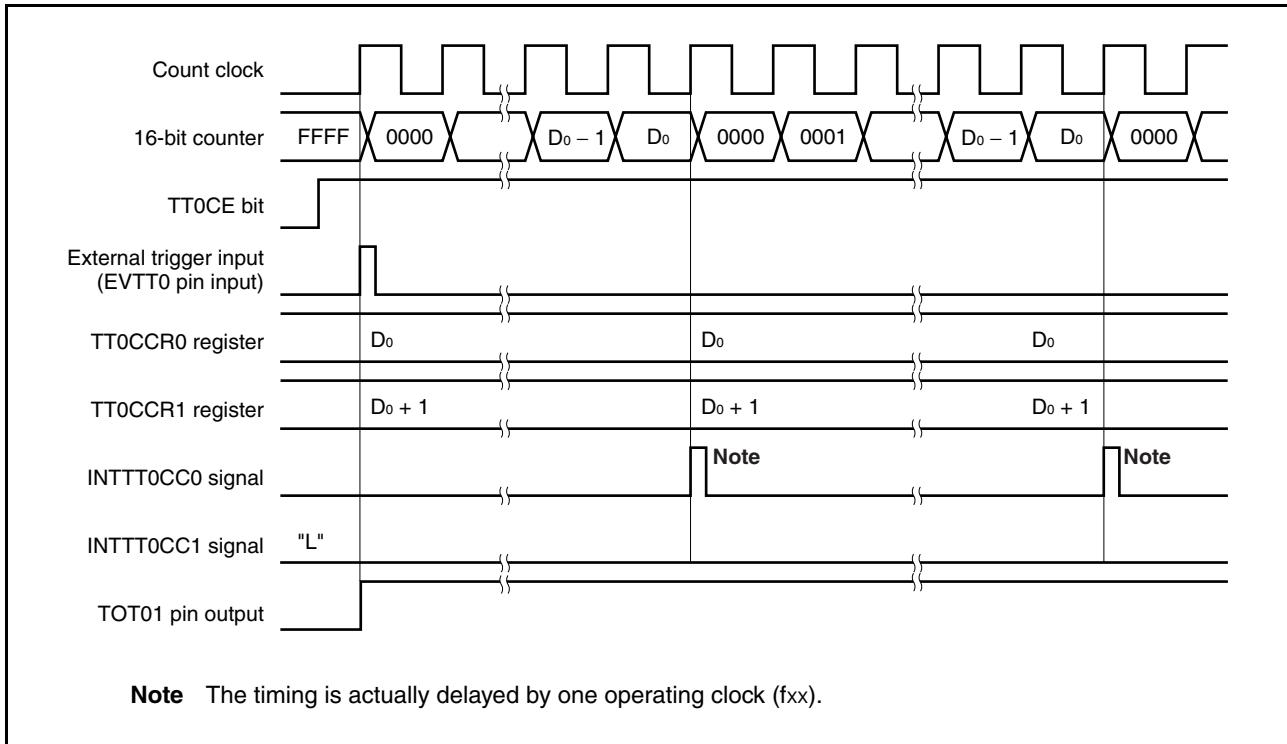 Count clock
16-bit counter FFFF 0000 D₀ − 1 D₀ 0000 0001 D₀ − 1 D₀ 0000
TT0CE bit
External trigger input
(EVTT0 pin input)
TT0CCR0 register D₀ D₀ D₀
TT0CCR1 register D₀ + 1 D₀ + 1 D₀ + 1
INTTT0CC0 signal Note Note
INTTT0CC1 signal "L"
TOT01 pin output
Note The timing is actually delayed by one operating clock (fxx).